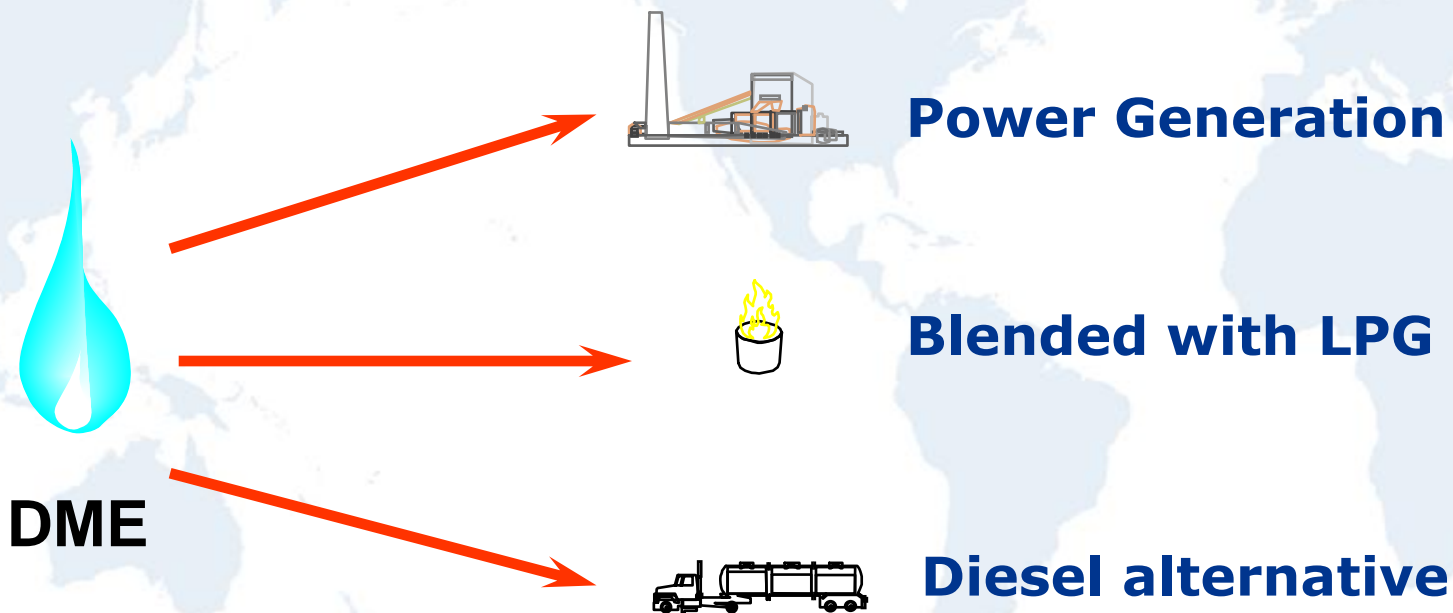 Power Generation
Blended with LPG
DME
Diesel alternative